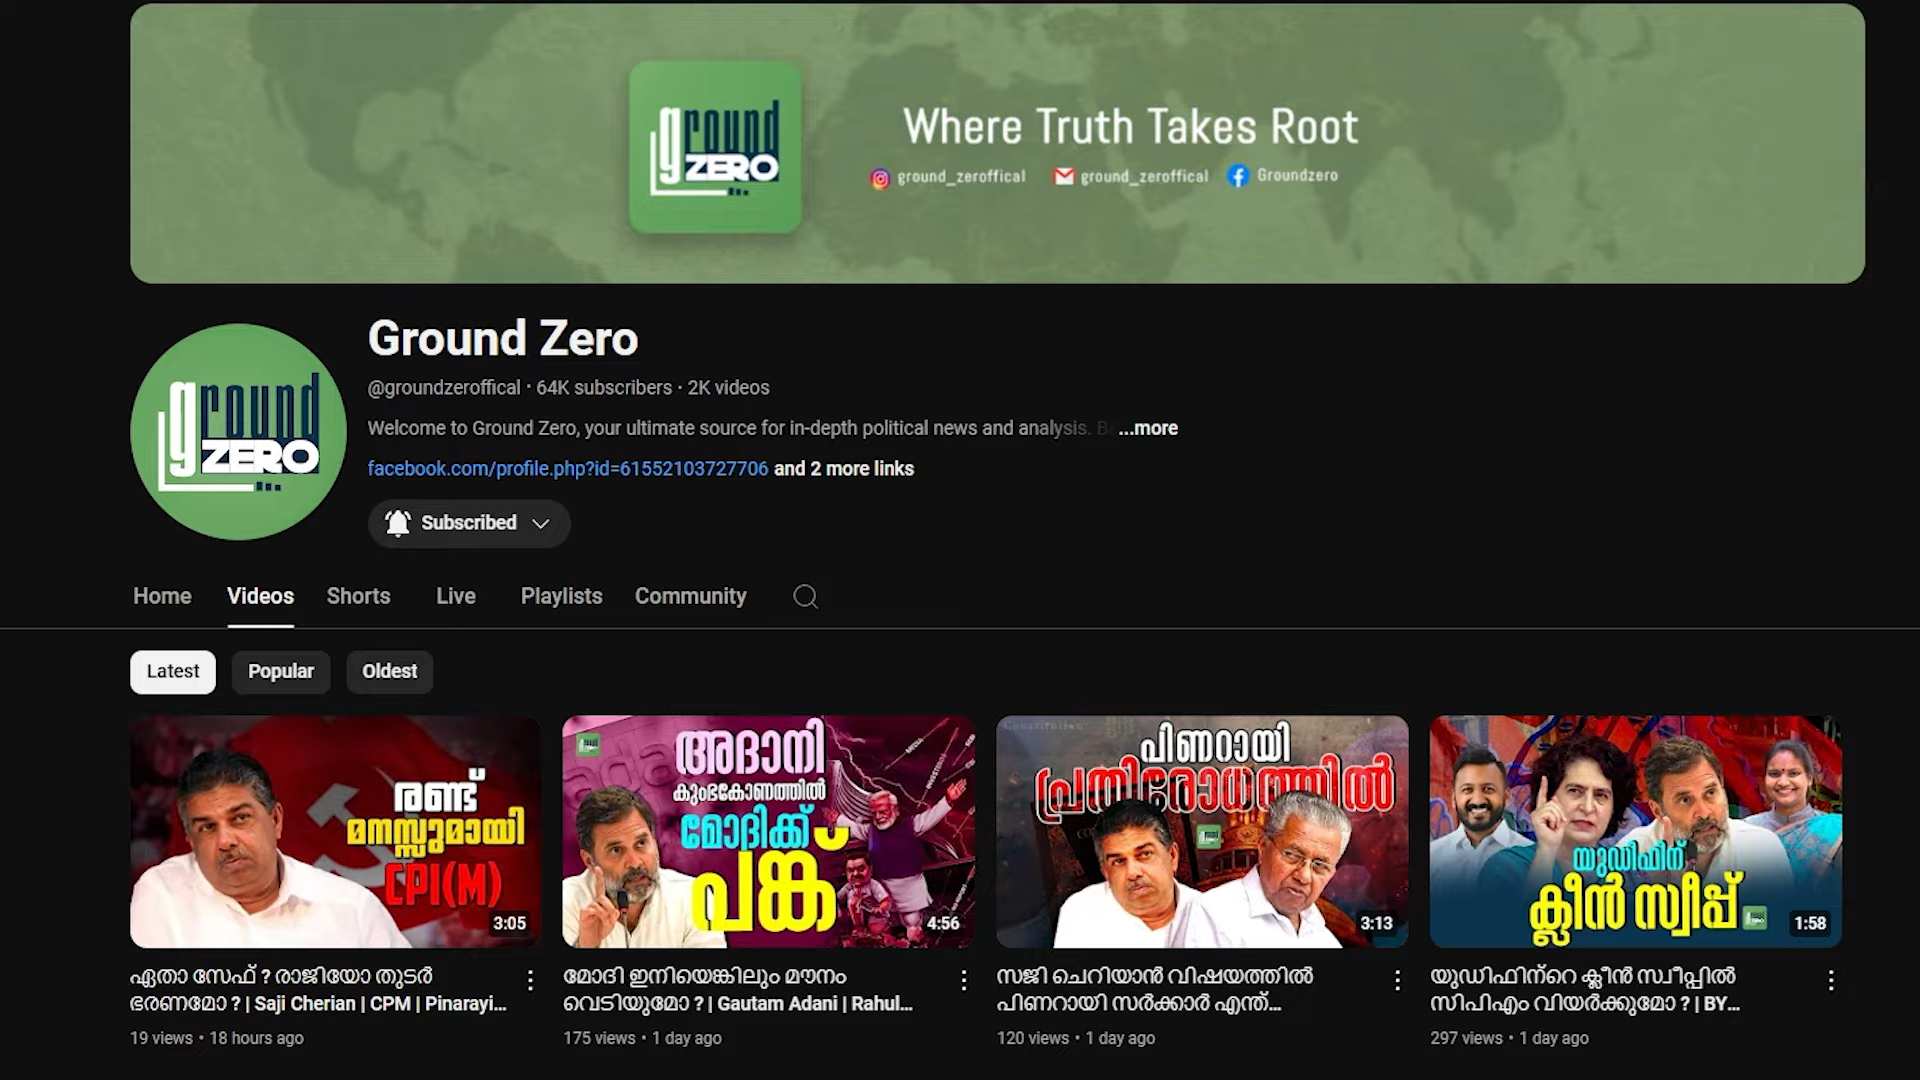 ground
ZERO
Where Truth Takes Root
ground_zeroffical ground_zeroffical Groundzero
ground
ZERO
Ground Zero
@groundzeroffical · 64K subscribers · 2K videos
Welcome to Ground Zero, your ultimate source for in-depth political news and analysis. B ...more
facebook.com/profile.php?id=61552103727706 and 2 more links
Subscribed
Home Videos Shorts Live Playlists Community
Latest Popular Oldest
രണ്ട്
മനസ്സുമായി
CPI(M)
3:05
അദാനി
കുംഭകോണത്തിൽ
മോദിക്ക്
പങ്ക്
4:56
പിണറായി
പ്രതിരോധത്തിൽ
3:13
യുഡിഫിന്
ക്ലീൻ സ്വീപ്പ്
1:58
ഏതാ സേഫ് ? രാജിയോ തുടർ
ഭരണമോ ? | Saji Cherian | CPM | Pinarayi...
19 views • 18 hours ago
മോദി ഇനിയെങ്കിലും മൗനം
വെടിയുമോ ? | Gautam Adani | Rahul...
175 views • 1 day ago
സജി ചെറിയാൻ വിഷയത്തിൽ
പിണറായി സർക്കാർ എന്ത്...
120 views • 1 day ago
യുഡിഫിന്റെ ക്ലീൻ സ്വീപ്പിൽ
സിപിഎം വിയർക്കുമോ ? | BY...
297 views • 1 day ago